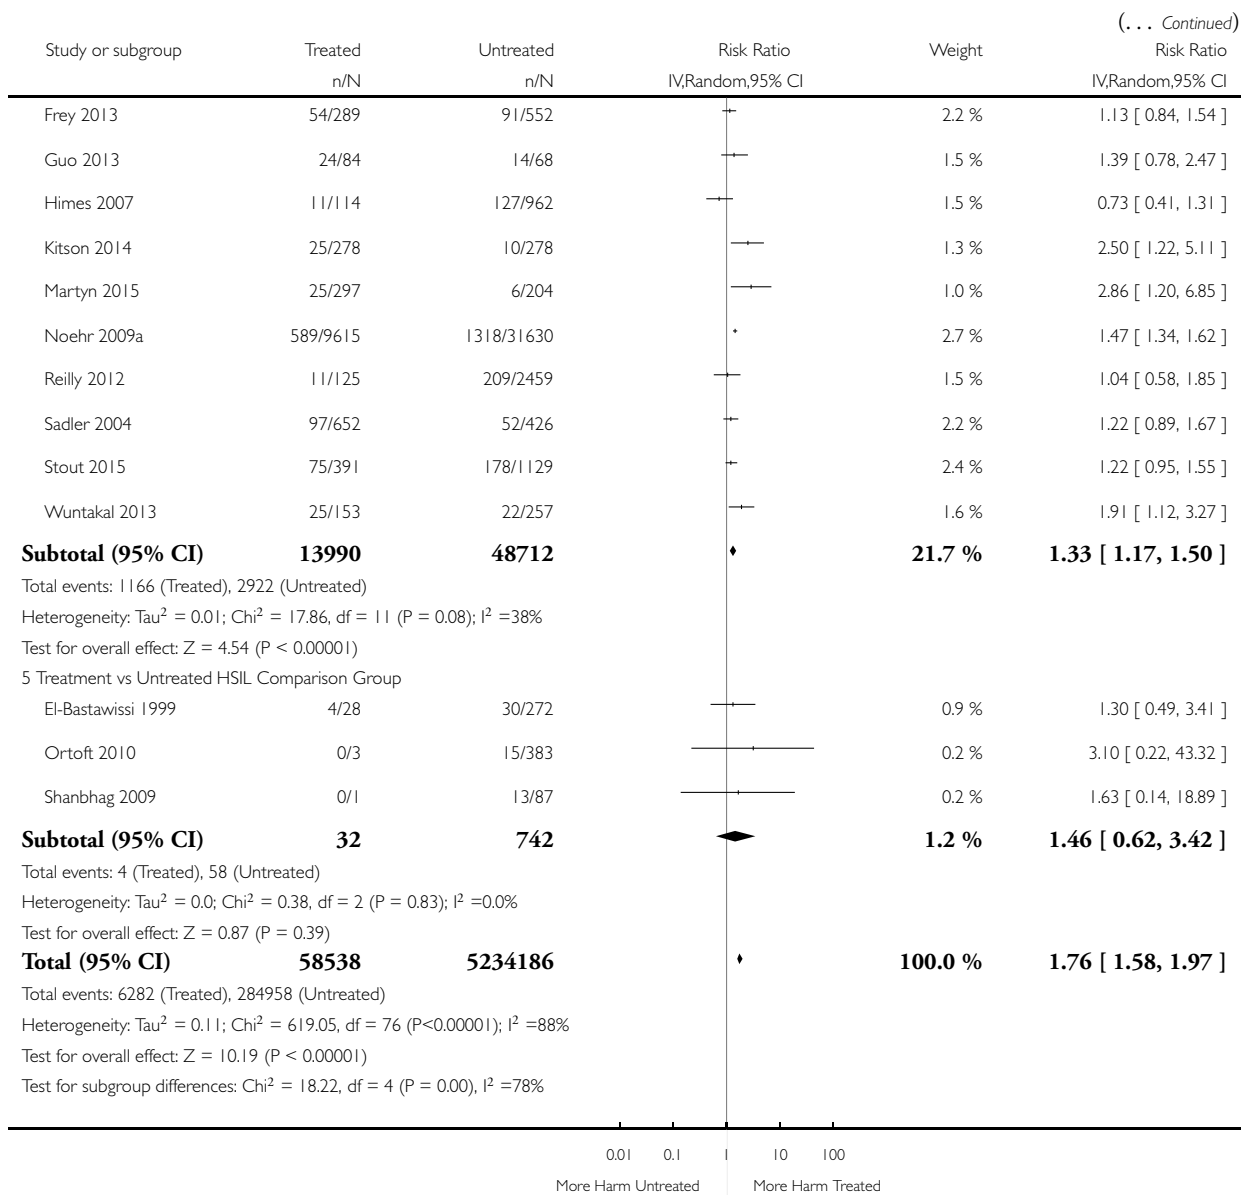 (... Continued)
Study or subgroup Treated Untreated Risk Ratio Weight Risk Ratio
n/N n/N IV,Random,95% CI IV,Random,95% CI
Frey 2013 54/289 91/552 2.2 % 1.13 [ 0.84, 1.54 ]
Guo 2013 24/84 14/68 1.5 % 1.39 [ 0.78, 2.47 ]
Himes 2007 11/114 127/962 1.5 % 0.73 [ 0.41, 1.31 ]
Kitson 2014 25/278 10/278 1.3 % 2.50 [ 1.22, 5.11 ]
Martyn 2015 25/297 6/204 1.0 % 2.86 [ 1.20, 6.85 ]
Noehr 2009a 589/9615 1318/31630 2.7 % 1.47 [ 1.34, 1.62 ]
Reilly 2012 11/125 209/2459 1.5 % 1.04 [ 0.58, 1.85 ]
Sadler 2004 97/652 52/426 2.2 % 1.22 [ 0.89, 1.67 ]
Stout 2015 75/391 178/1129 2.4 % 1.22 [ 0.95, 1.55 ]
Wuntakal 2013 25/153 22/257 1.6 % 1.91 [ 1.12, 3.27 ]
Subtotal (95% CI) 13990 48712 21.7 % 1.33 [ 1.17, 1.50 ]
Total events: 1166 (Treated), 2922 (Untreated)
Heterogeneity: Tau² = 0.01; Chi² = 17.86, df = 11 (P = 0.08); I² =38%
Test for overall effect: Z = 4.54 (P < 0.00001)
5 Treatment vs Untreated HSIL Comparison Group
El-Bastawissi 1999 4/28 30/272 0.9 % 1.30 [ 0.49, 3.41 ]
Ortoft 2010 0/3 15/383 0.2 % 3.10 [ 0.22, 43.32 ]
Shanbhag 2009 0/1 13/87 0.2 % 1.63 [ 0.14, 18.89 ]
Subtotal (95% CI) 32 742 1.2 % 1.46 [ 0.62, 3.42 ]
Total events: 4 (Treated), 58 (Untreated)
Heterogeneity: Tau² = 0.0; Chi² = 0.38, df = 2 (P = 0.83); I² =0.0%
Test for overall effect: Z = 0.87 (P = 0.39)
Total (95% CI) 58538 5234186 100.0 % 1.76 [ 1.58, 1.97 ]
Total events: 6282 (Treated), 284958 (Untreated)
Heterogeneity: Tau² = 0.11; Chi² = 619.05, df = 76 (P<0.00001); I² =88%
Test for overall effect: Z = 10.19 (P < 0.00001)
Test for subgroup differences: Chi² = 18.22, df = 4 (P = 0.00), I² =78%
0.01 0.1 1 10 100
More Harm Untreated More Harm Treated